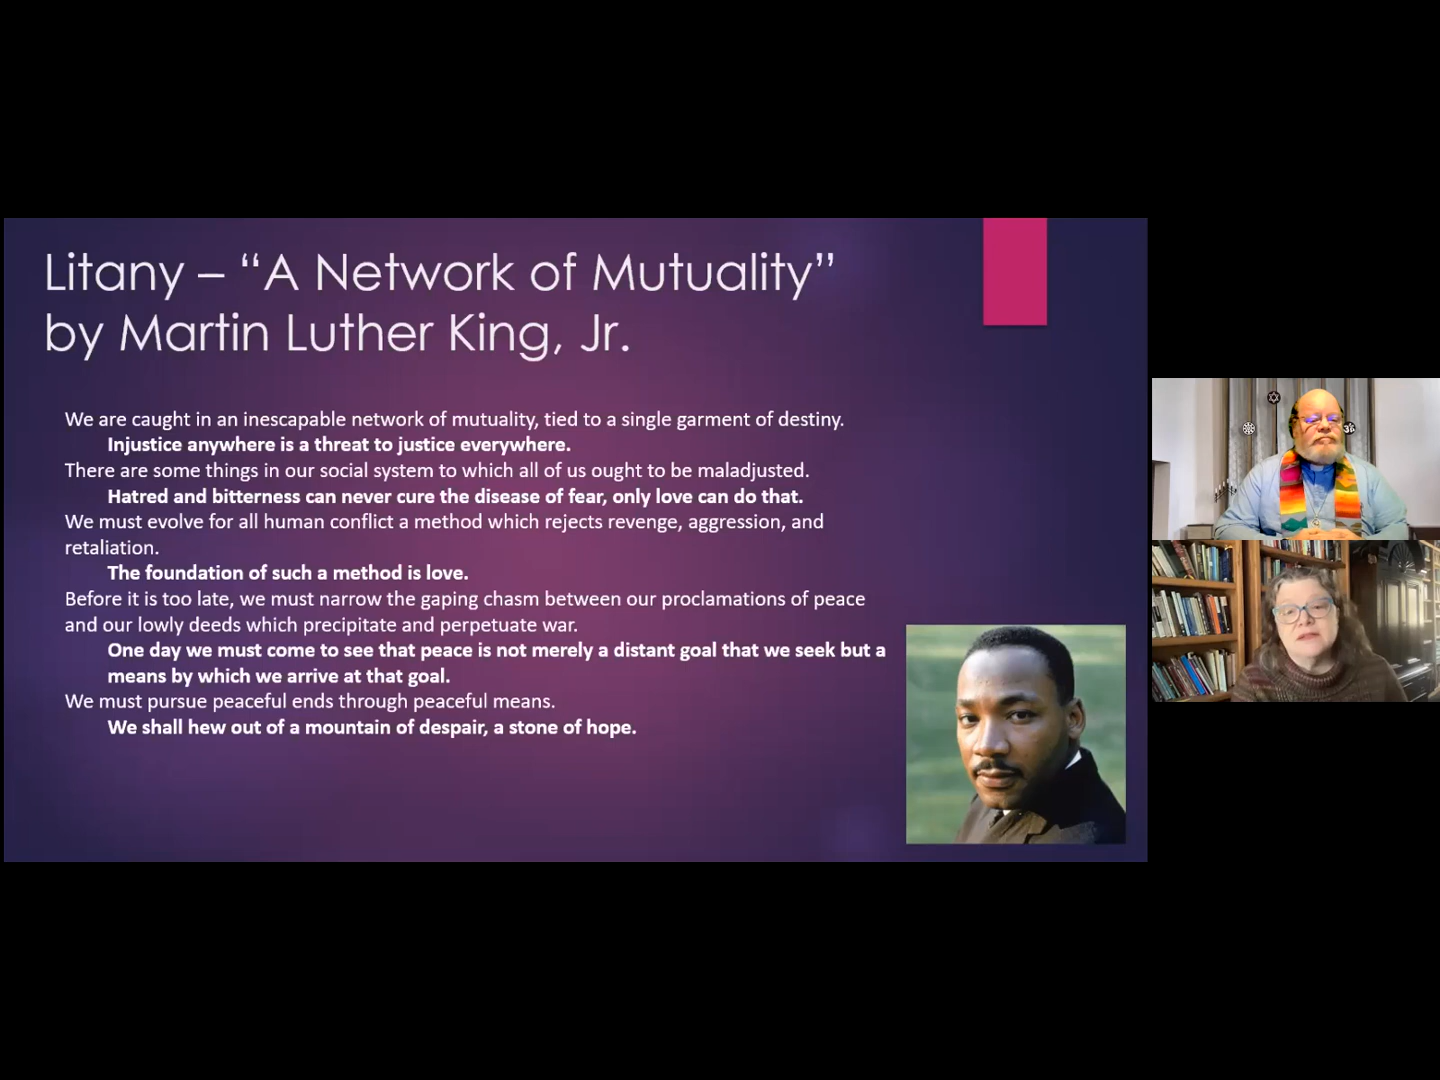 Litany – “A Network of Mutuality”
by Martin Luther King, Jr.
We are caught in an inescapable network of mutuality, tied to a single garment of destiny.
Injustice anywhere is a threat to justice everywhere.
There are some things in our social system to which all of us ought to be maladjusted.
Hatred and bitterness can never cure the disease of fear, only love can do that.
We must evolve for all human conflict a method which rejects revenge, aggression, and
retaliation.
The foundation of such a method is love.
Before it is too late, we must narrow the gaping chasm between our proclamations of peace
and our lowly deeds which precipitate and perpetuate war.
One day we must come to see that peace is not merely a distant goal that we seek but a
means by which we arrive at that goal.
We must pursue peaceful ends through peaceful means.
We shall hew out of a mountain of despair, a stone of hope.